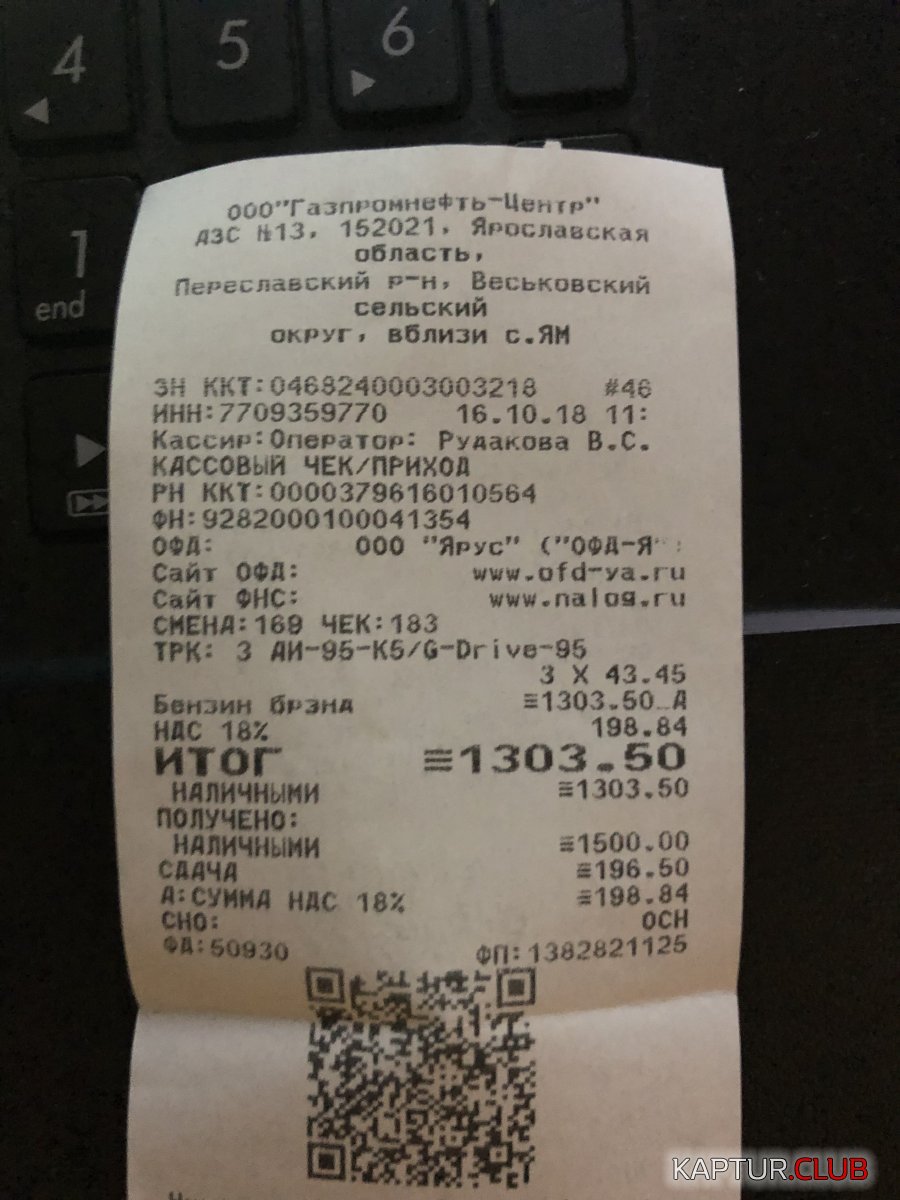 4 5 6
1
end
ООО"Газпромнефть-Центр"
АЗС №13, 152021, Ярославская
область,
Переславский р-н, Веськовский
сельский
округ, вблизи с.ЯМ
ЗН ККТ:0468240003003218 #46
ИНН:7709359770 16.10.18 11:
Кассир:Оператор: Рудакова В.С.
КАССОВЫЙ ЧЕК/ПРИХОД
РН ККТ:0000379616010564
ФН:9282000100041354
ОФД: ООО "Ярус" ("ОФД-Я"
Сайт ОФД: www.ofd-ya.ru
Сайт ФНС: www.nalog.ru
СМЕНА:169 ЧЕК:183
ТРК: 3 АИ-95-К5/G-Drive-95
3 X 43.45
Бензин брэнд ≡1303.50_А
НДС 18% 198.84
ИТОГ ≡1303.50
НАЛИЧНЫМИ ≡1303.50
ПОЛУЧЕНО:
НАЛИЧНЫМИ ≡1500.00
СДАЧА ≡196.50
А:СУММА НДС 18% ≡198.84
СНО: ОСН
ФД:50930 ФП:1382821125
KAPTUR.CLUB